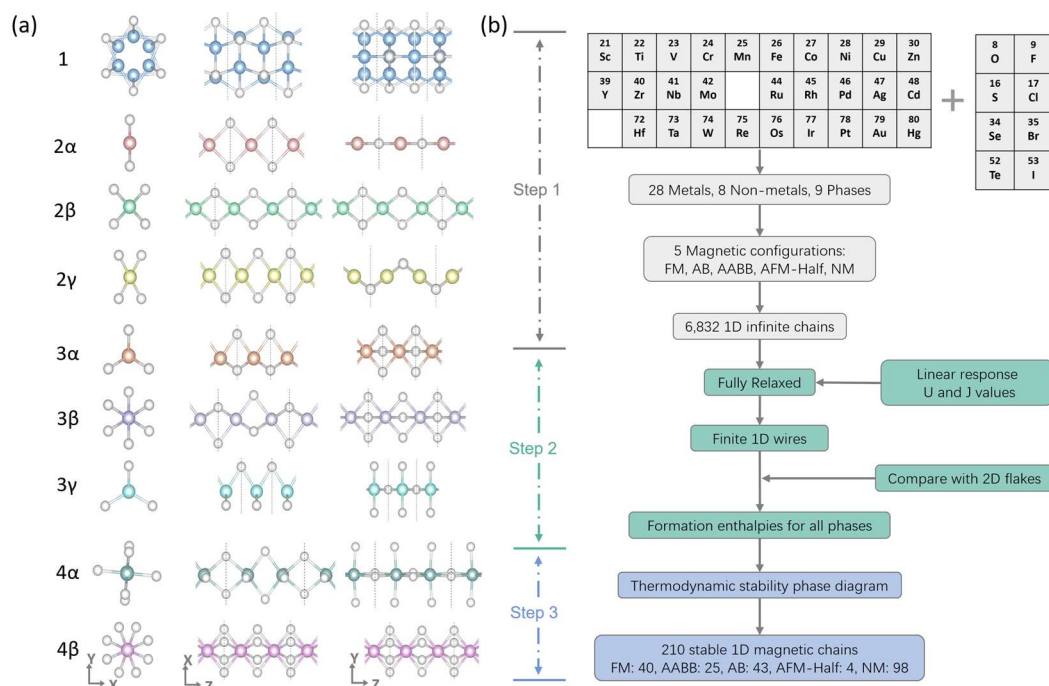 (a)
1
2α
2β
2γ
3α
3β
3γ
4α
4β
Y
X
X
Z
Y
Z
(b)
Step 1
Step 2
Step 3
21 22 23 24 25 26 27 28 29 30
Sc Ti V Cr Mn Fe Co Ni Cu Zn
39 40 41 42 44 45 46 47 48
Y Zr Nb Mo Ru Rh Pd Ag Cd
72 73 74 75 76 77 78 79 80
Hf Ta W Re Os Ir Pt Au Hg
+
8 9
O F
16 17
S Cl
34 35
Se Br
52 53
Te I
28 Metals, 8 Non-metals, 9 Phases
5 Magnetic configurations:
FM, AB, AABB, AFM-Half, NM
6,832 1D infinite chains
Fully Relaxed
Linear response
U and J values
Finite 1D wires
Compare with 2D flakes
Formation enthalpies for all phases
Thermodynamic stability phase diagram
210 stable 1D magnetic chains
FM: 40, AABB: 25, AB: 43, AFM-Half: 4, NM: 98